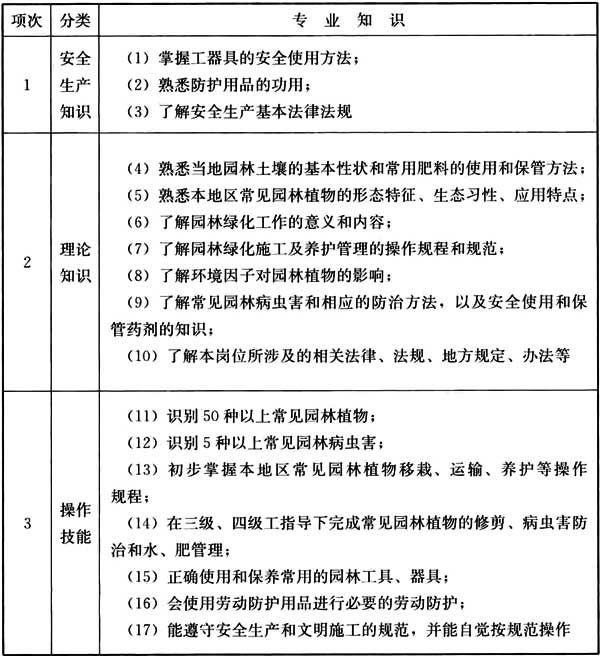 项次 分类 专业知识
1 安全生产知识 (1) 掌握工器具的安全使用方法；
(2) 熟悉防护用品的功用；
(3) 了解安全生产基本法律法规
2 理论知识 (4) 熟悉当地园林土壤的基本性状和常用肥料的使用和保管方法；
(5) 熟悉本地区常见园林植物的形态特征、生态习性、应用特点；
(6) 了解园林绿化工作的意义和内容；
(7) 了解园林绿化施工及养护管理的操作规程和规范；
(8) 了解环境因子对园林植物的影响；
(9) 了解常见园林病虫害和相应的防治方法，以及安全使用和保
管药剂的知识；
(10) 了解本岗位所涉及的相关法律、法规、地方规定、办法等
3 操作技能 (11) 识别50种以上常见园林植物；
(12) 识别5种以上常见园林病虫害；
(13) 初步掌握本地区常见园林植物移栽、运输、养护等操作
规程；
(14) 在三级、四级工指导下完成常见园林植物的修剪、病虫害防
治和水、肥管理；
(15) 正确使用和保养常用的园林工具、器具；
(16) 会使用劳动防护用品进行必要的劳动防护；
(17) 能遵守安全生产和文明施工的规范，并能自觉按规范操作